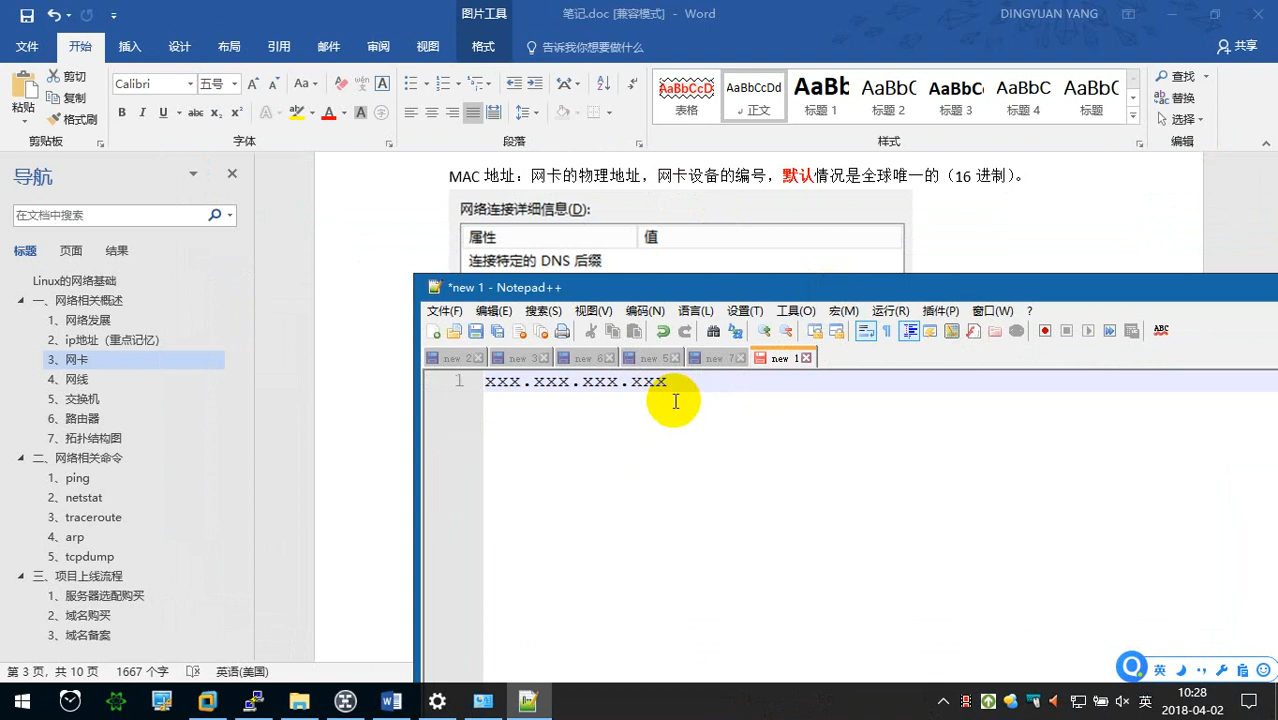 笔记.doc [兼容模式] - Word
图片工具
DINGYUAN YANG
文件 开始 插入 设计 布局 引用 邮件 审阅 视图 格式 告诉我你想要做什么 共享
粘贴 剪切 复制 格式刷
Calibri 五号
AaBbCcD AaBbCcDd AaBb AaBbC AaBbC AaBbC AaBbC
表格 正文 标题 1 标题 2 标题 3 标题 4 标题
查找 替换 选择
剪贴板 字体 段落 样式 编辑
导航
在文档中搜索
标题 页面 结果
Linux的网络基础
一、网络相关概述
1、网络发展
2、ip地址（重点记忆）
3、网卡
4、网线
5、交换机
6、路由器
7、拓扑结构图
二、网络相关命令
1、ping
2、netstat
3、traceroute
4、arp
5、tcpdump
三、项目上线流程
1、服务器选配购买
2、域名购买
3、域名备案
MAC 地址：网卡的物理地址，网卡设备的编号，默认情况是全球唯一的（16 进制）。
网络连接详细信息(D):
属性 值
连接特定的 DNS 后缀
*new 1 - Notepad++
文件(F) 编辑(E) 搜索(S) 视图(V) 编码(N) 语言(L) 设置(T) 工具(O) 宏(M) 运行(R) 插件(P) 窗口(W) ?
new 2 new 3 new 6 new 5 new 7 new 1
1 xxx.xxx.xxx.xxx
第 3 页，共 10 页 1667 个字 英语(美国)
英
英 10:28
2018-04-02